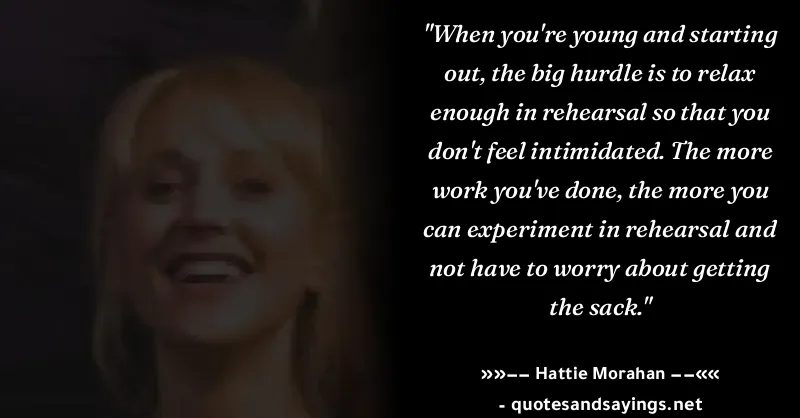 "When you're young and starting
out, the big hurdle is to relax
enough in rehearsal so that you
don't feel intimidated. The more
work you've done, the more you
can experiment in rehearsal and
not have to worry about getting
the sack."
»»−− Hattie Morahan −−««
- quotesandsayings.net